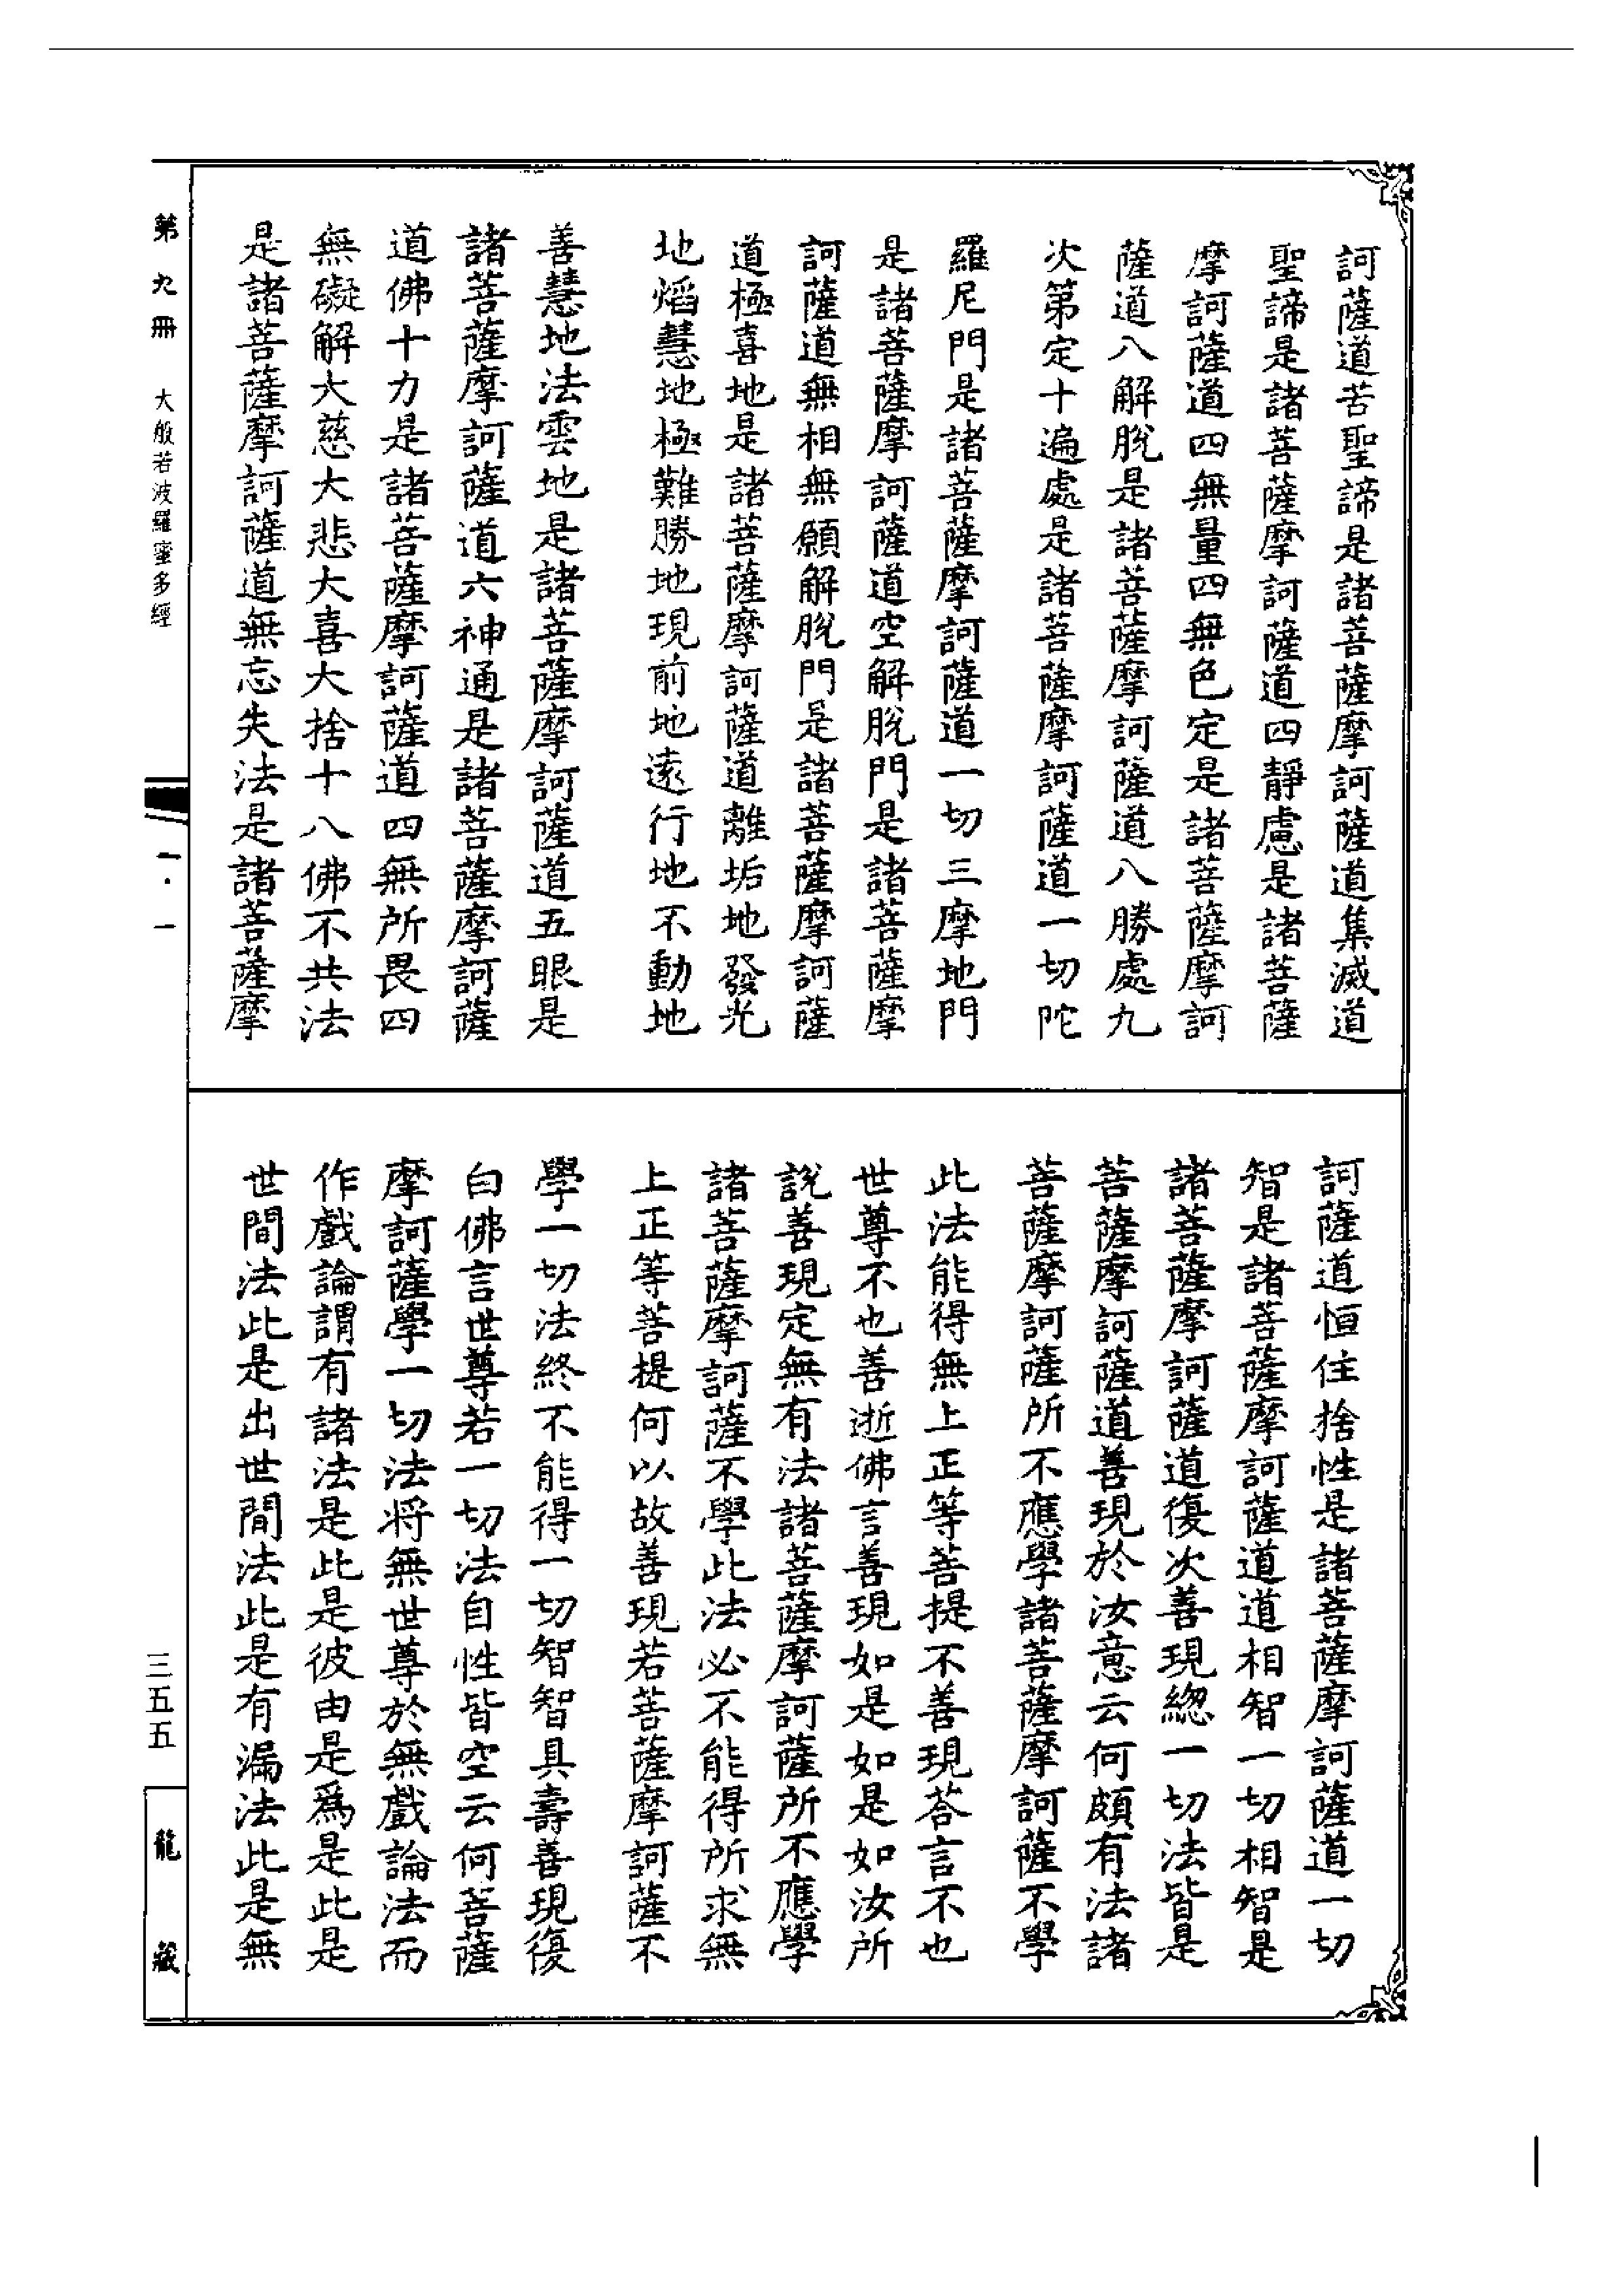 訶薩道苦聖諦是諸菩薩摩訶薩道集滅道
聖諦是諸菩薩摩訶薩道四靜慮是諸菩薩
摩訶薩道四無量四無色定是諸菩薩摩訶
薩道八解脫是諸菩薩摩訶薩道八勝處九
次第定十遍處是諸菩薩摩訶薩道一切陀
羅尼門是諸菩薩摩訶薩道一切三摩地門
是諸菩薩摩訶薩道空解脫門是諸菩薩摩
訶薩道無相無願解脫門是諸菩薩摩訶薩
道極喜地是諸菩薩摩訶薩道離垢地發光
地焰慧地極難勝地現前地遠行地不動地
善慧地法雲地是諸菩薩摩訶薩道五眼是
諸菩薩摩訶薩道六神通是諸菩薩摩訶薩
道佛十力是諸菩薩摩訶薩道四無所畏四
無礙解大慈大悲大喜大捨十八佛不共法
是諸菩薩摩訶薩道無忘失法是諸菩薩摩
訶薩道恒住捨性是諸菩薩摩訶薩道一切
智是諸菩薩摩訶薩道道相智一切相智是
諸菩薩摩訶薩道復次善現總一切法皆是
菩薩摩訶薩道善現於汝意云何頗有法諸
菩薩摩訶薩所不應學諸菩薩摩訶薩不學
此法能得無上正等菩提不善現荅言不也
世尊不也善逝佛言善現如是如是如汝所
說善現定無有法諸菩薩摩訶薩所不應學
諸菩薩摩訶薩不學此法必不能得所求無
上正等菩提何以故善現若菩薩摩訶薩不
學一切法終不能得一切智智具壽善現復
白佛言世尊若一切法自性皆空云何菩薩
摩訶薩學一切法將無世尊於無戲論法而
作戲論謂有諸法是此是彼由是爲是此是
世間法此是出世間法此是有漏法此是無
第九冊 大般若波羅蜜多經
一·一
三五五
龍藏